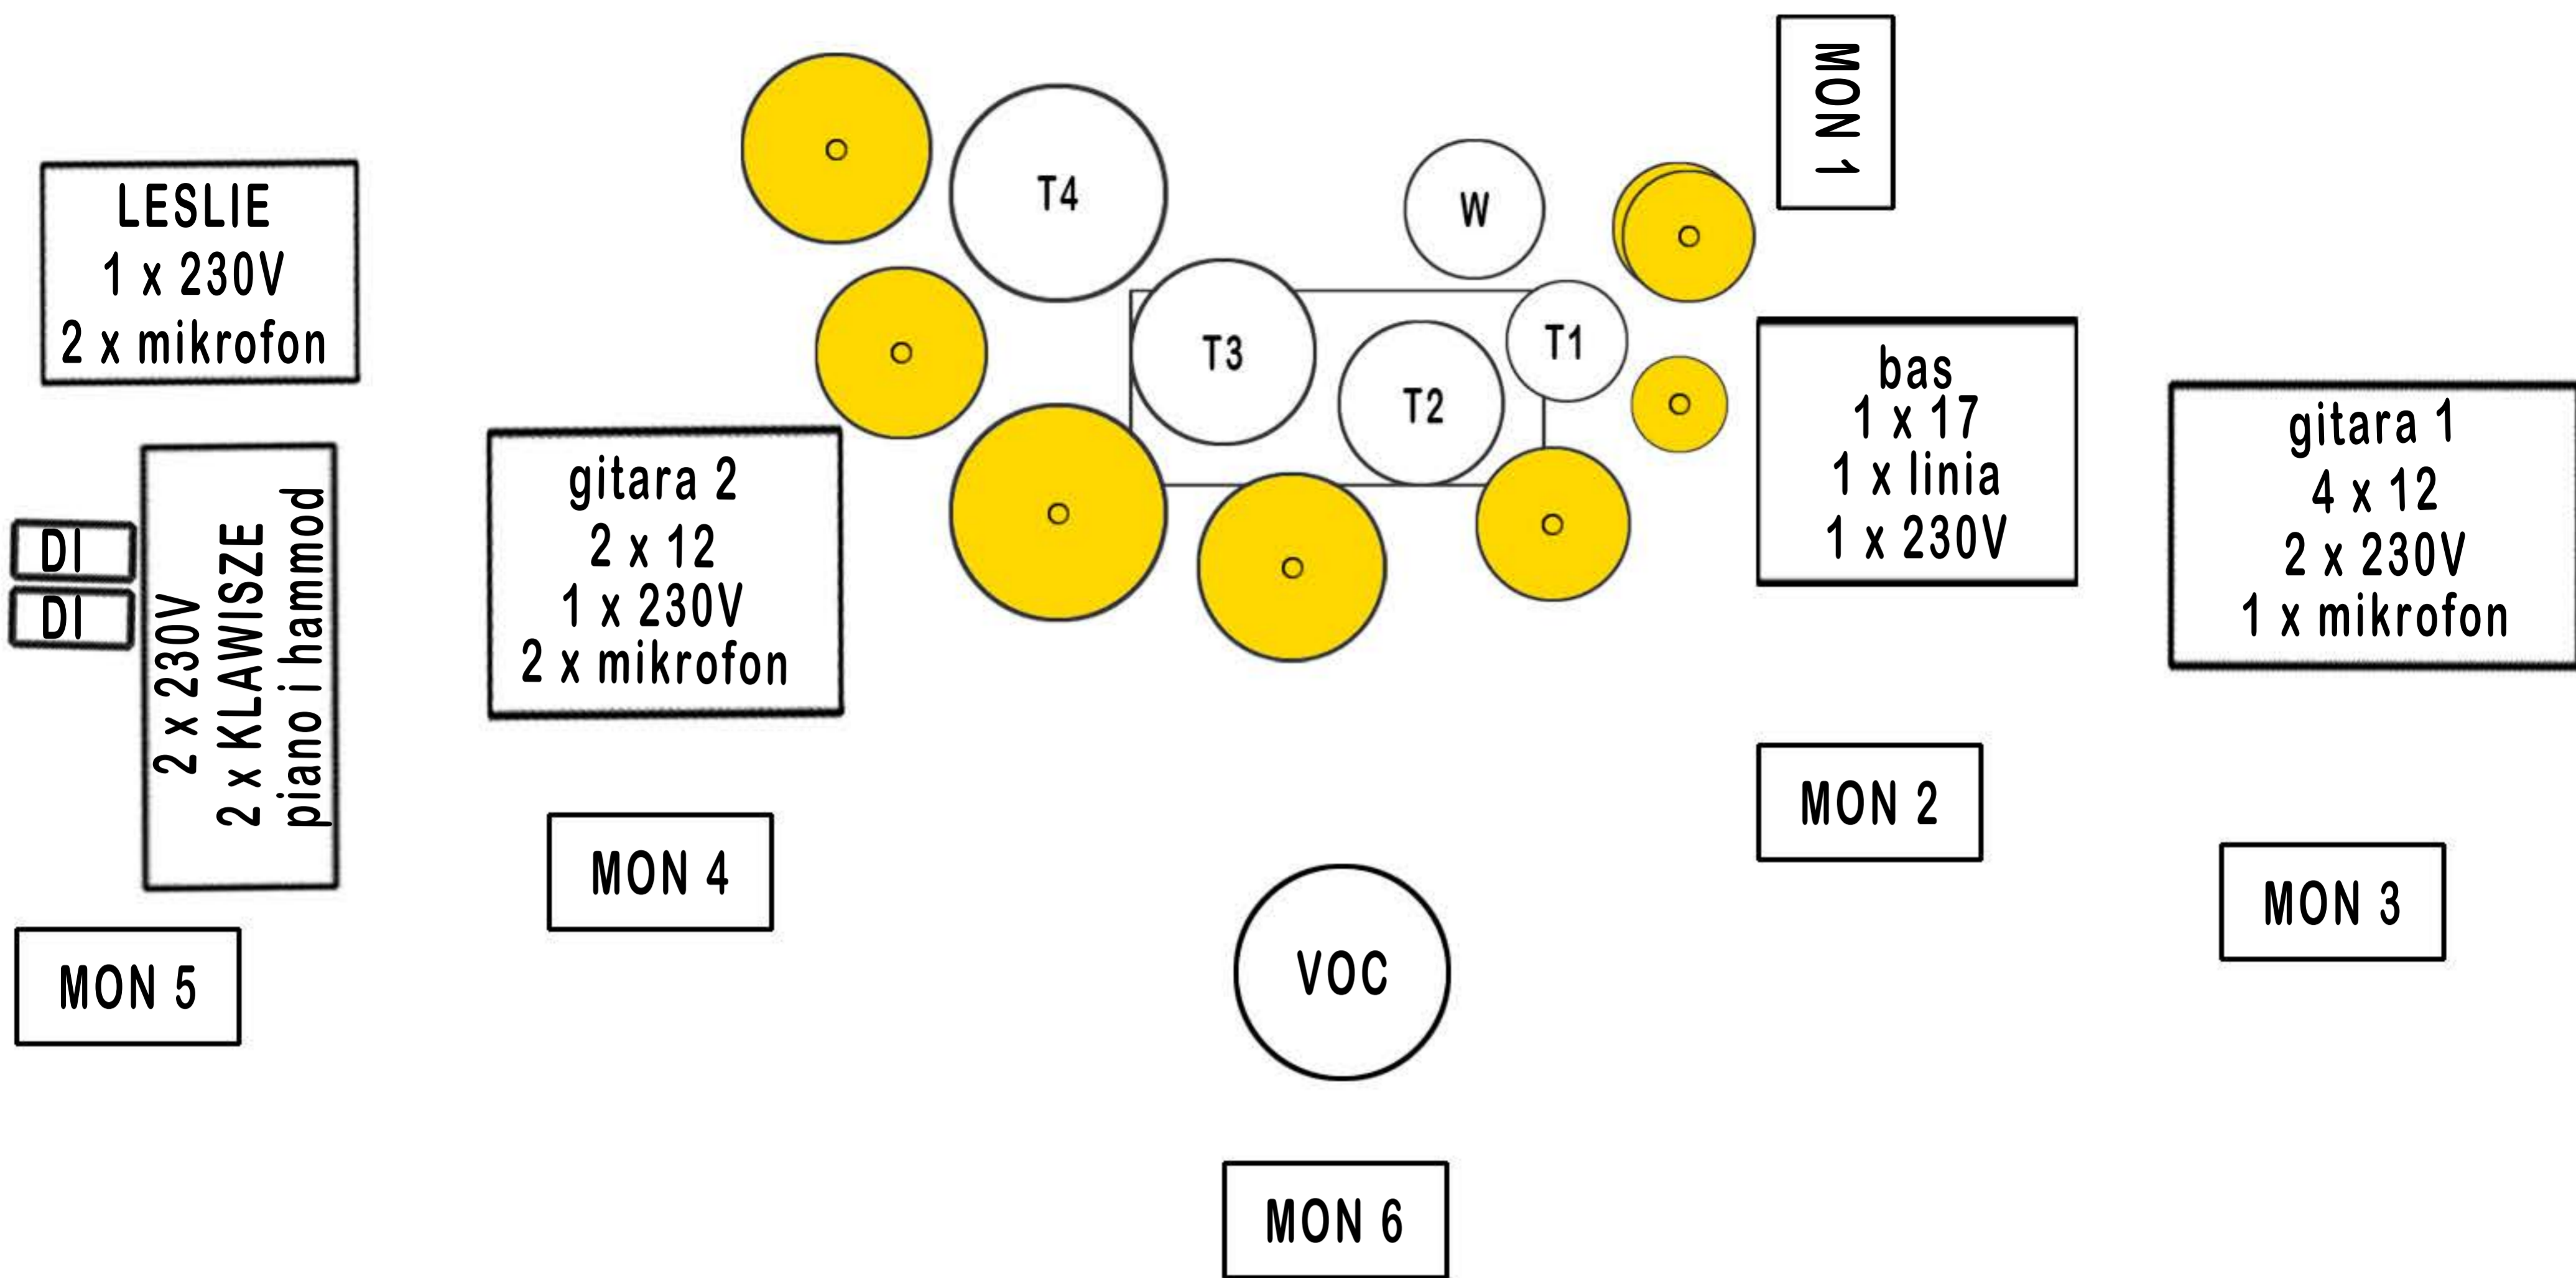 MON 1
LESLIE
1 x 230V
2 x mikrofon
T4
W
T3
T2
T1
bas
1 x 17
1 x linia
1 x 230V
gitara 1
4 x 12
2 x 230V
1 x mikrofon
gitara 2
2 x 12
1 x 230V
2 x mikrofon
DI
DI
2 x 230V
2 x KLAWISZE
piano i hammod
MON 2
MON 4
MON 3
MON 5
VOC
MON 6